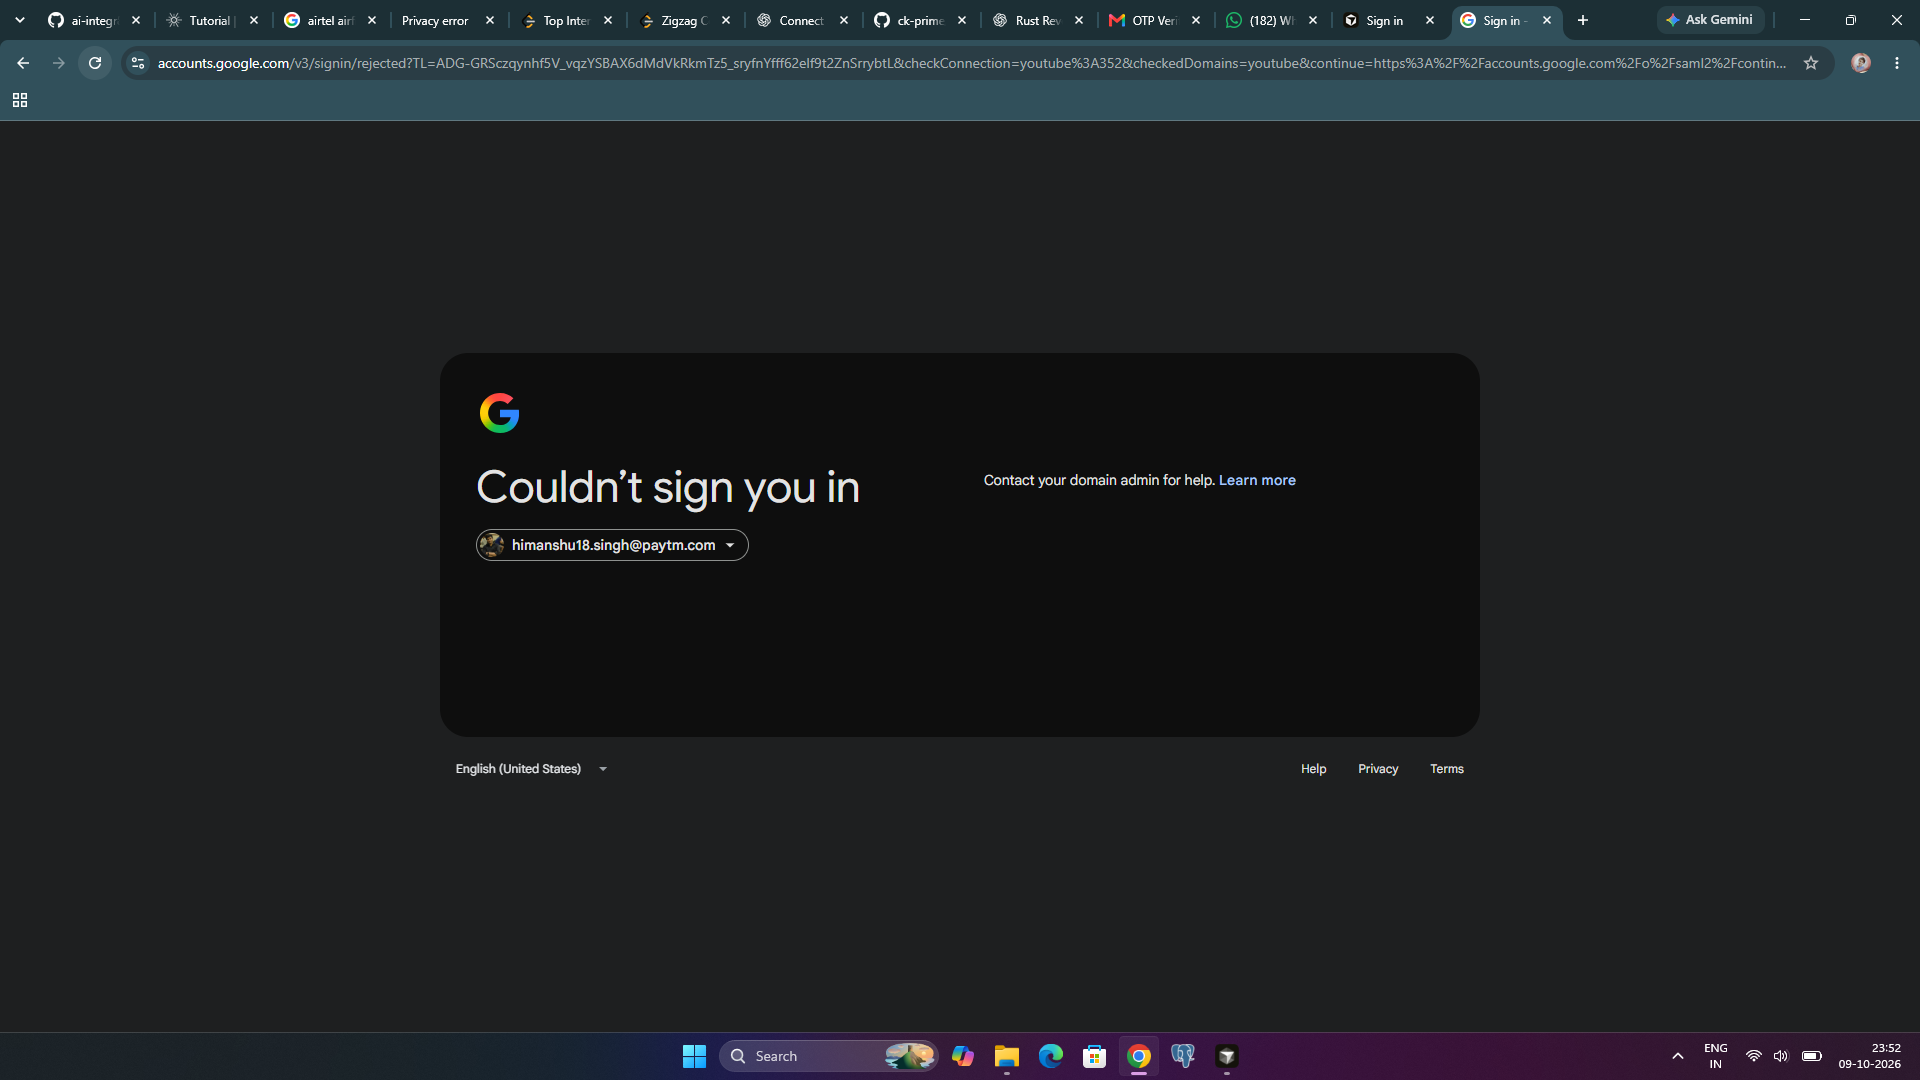 ai-integr
Tutorial
airtel airf
Privacy error
Top Inter
Zigzag C
Connect
ck-prime
Rust Rev
OTP Veri
(182) Wh
Sign in
Sign in -
Ask Gemini
accounts.google.com/v3/signin/rejected?TL=ADG-GRSczqynhf5V_vqzYSBAX6dMdVkRkmTz5_sryfnYfff62elf9t2ZnSrrybtL&checkConnection=youtube%3A352&checkedDomains=youtube&continue=https%3A%2F%2Faccounts.google.com%2Fo%2Fsaml2%2Fcontin...
Couldn't sign you in
himanshu18.singh@paytm.com
Contact your domain admin for help. Learn more
English (United States)
Help
Privacy
Terms
Search
ENG
IN
23:52
09-10-2026